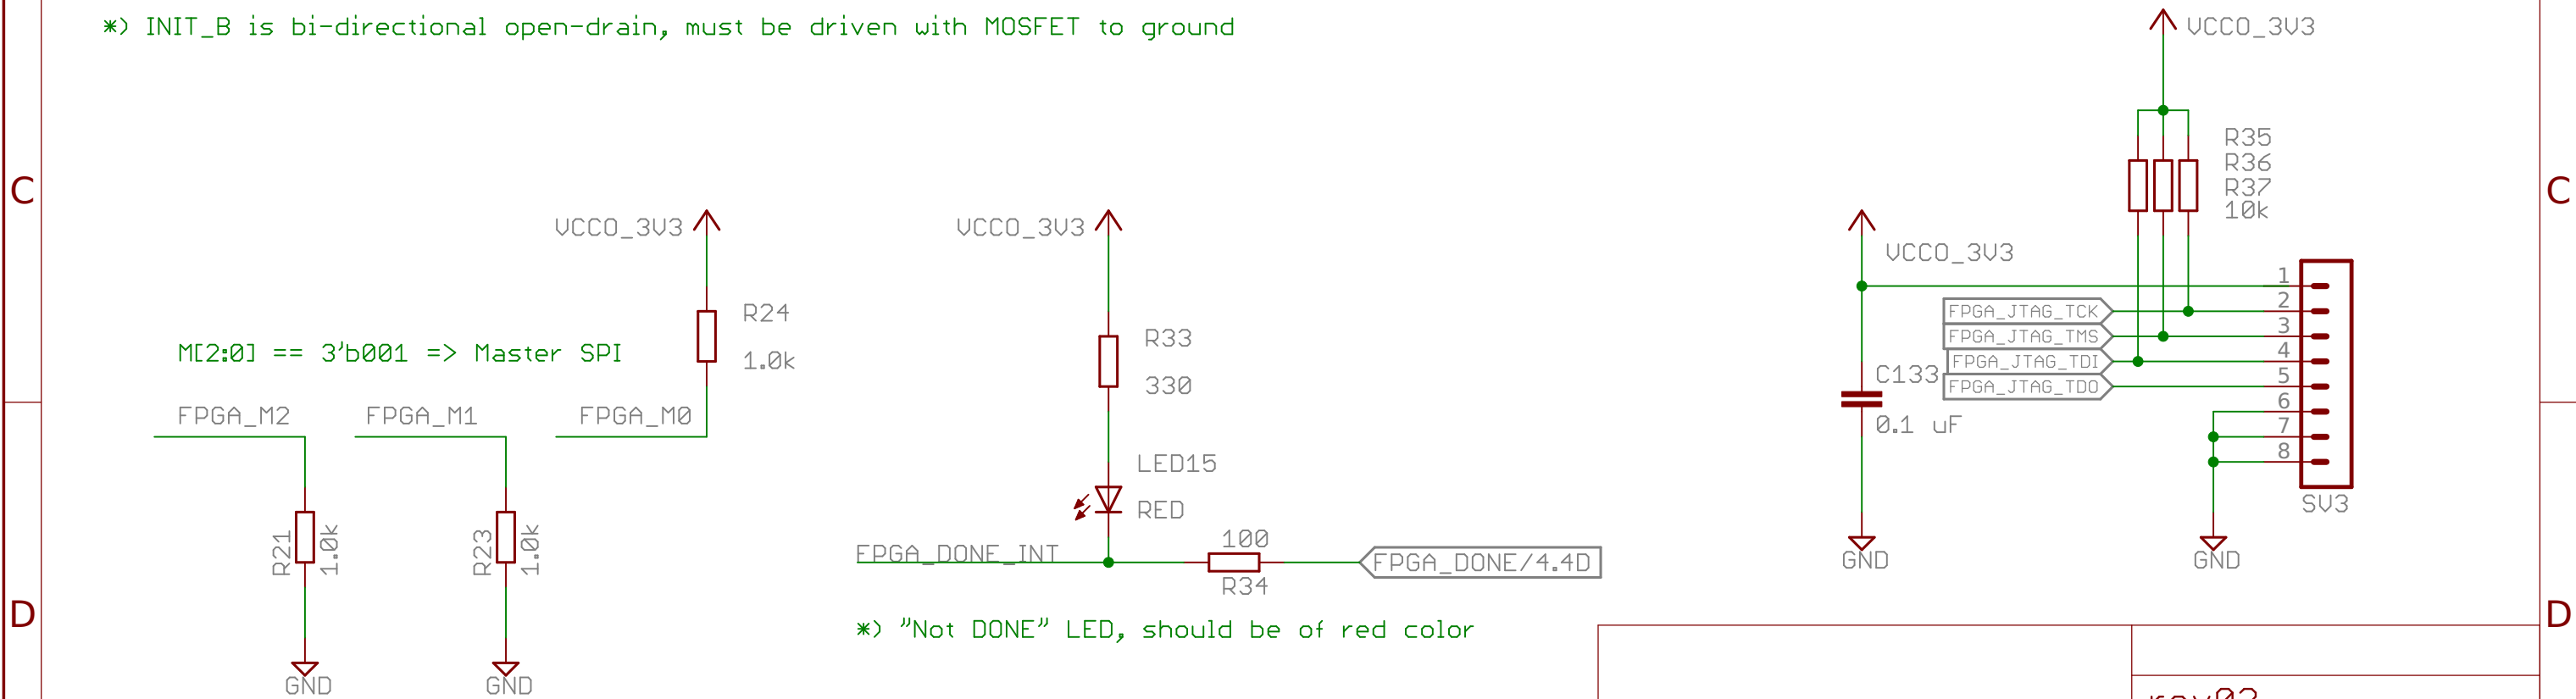 *) INIT_B is bi-directional open-drain, must be driven with MOSFET to ground
VCCO_3V3
C
C
R35
R36
R37
10k
VCCO_3V3
VCCO_3V3
VCCO_3V3
R24
1.0k
M[2:0] == 3'b001 => Master SPI
R33
330
1
FPGA_JTAG_TCK
2
FPGA_JTAG_TMS
3
FPGA_JTAG_TDI
4
FPGA_JTAG_TDO
5
6
7
8
C133
0.1 uF
SV3
FPGA_M2
FPGA_M1
FPGA_M0
LED15
RED
R21
1.0k
R23
1.0k
FPGA_DONE_INT
100
R34
FPGA_DONE/4.4D
GND
GND
D
D
*) "Not DONE" LED, should be of red color
GND
GND
rev02